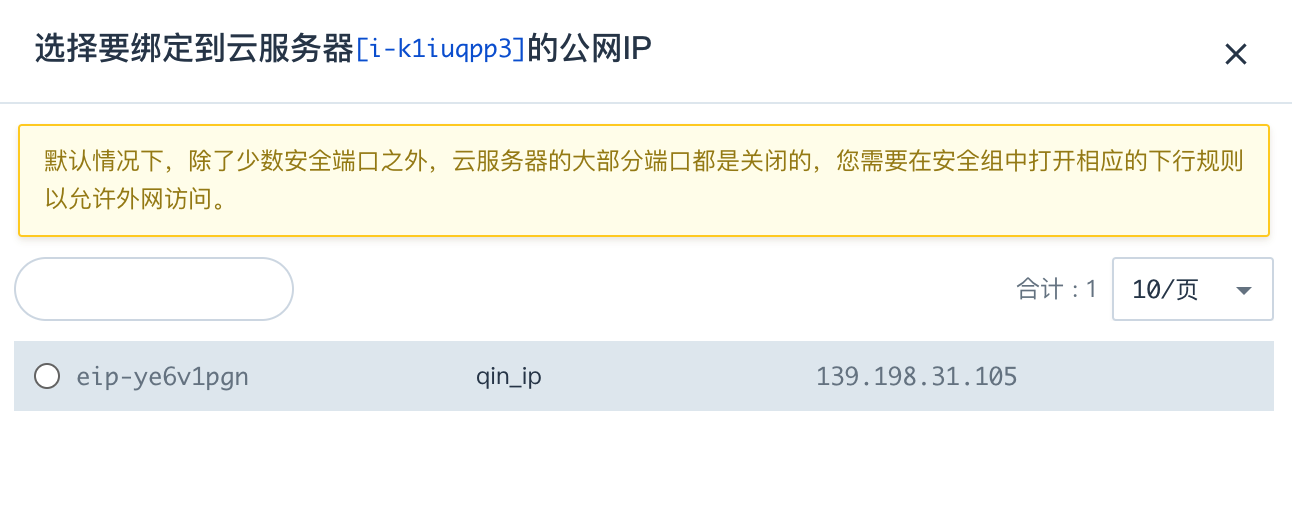 选择要绑定到云服务器[i-k1iuqpp3]的公网IP
默认情况下，除了少数安全端口之外，云服务器的大部分端口都是关闭的，您需要在安全组中打开相应的下行规则
以允许外网访问。
合计：1 10/页
eip-ye6v1pgn qin_ip 139.198.31.105